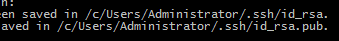 en saved in /c/Users/Administrator/.ssh/id_rsa.
aved in /c/Users/Administrator/.ssh/id_rsa.pub.